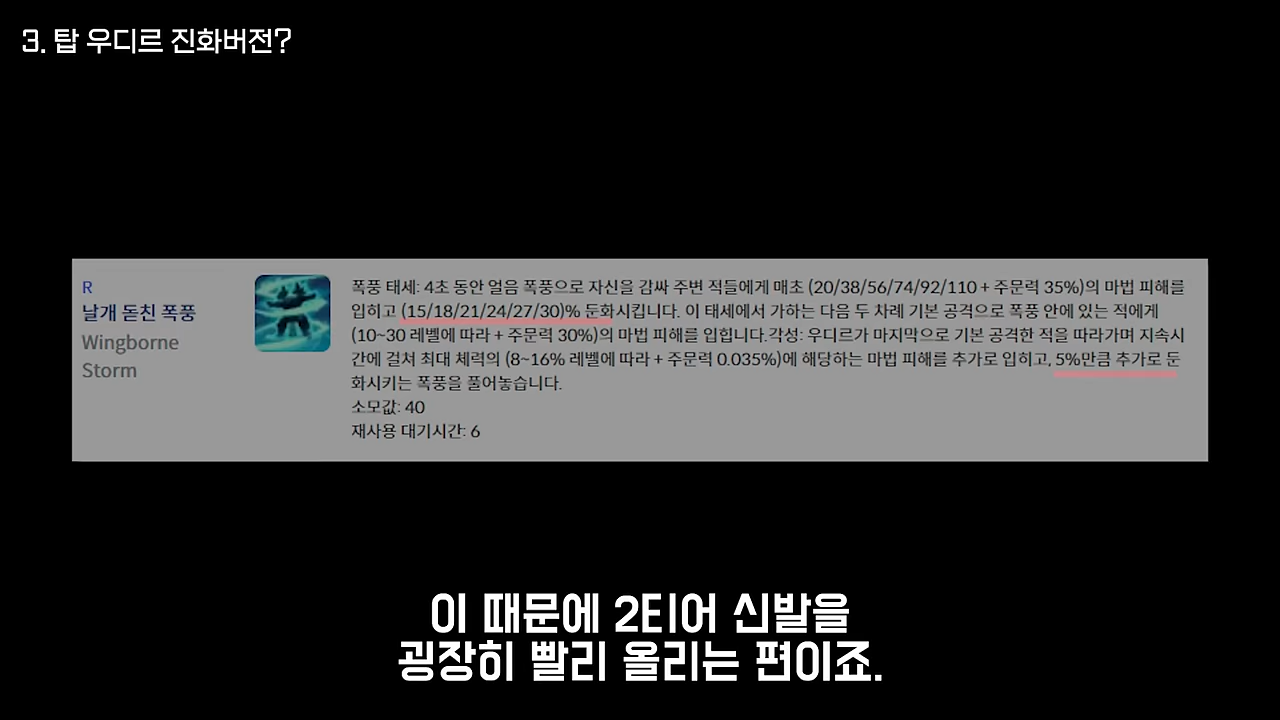 3. 탑 우디르 진화버전?
R
날개 돋친 폭풍
Wingborne
Storm
폭풍 태세: 4초 동안 얼음 폭풍으로 자신을 감싸 주변 적들에게 매초 (20/38/56/74/92/110 + 주문력 35%)의 마법 피해를
입히고 (15/18/21/24/27/30)% 둔화시킵니다. 이 태세에서 가하는 다음 두 차례 기본 공격으로 폭풍 안에 있는 적에게
(10~30 레벨에 따라 + 주문력 30%)의 마법 피해를 입힙니다.각성: 우디르가 마지막으로 기본 공격한 적을 따라가며 지속시
간에 걸쳐 최대 체력의 (8~16% 레벨에 따라 + 주문력 0.035%)에 해당하는 마법 피해를 추가로 입히고, 5%만큼 추가로 둔
화시키는 폭풍을 풀어놓습니다.
소모값: 40
재사용 대기시간: 6
이 때문에 2티어 신발을
굉장히 빨리 올리는 편이죠.